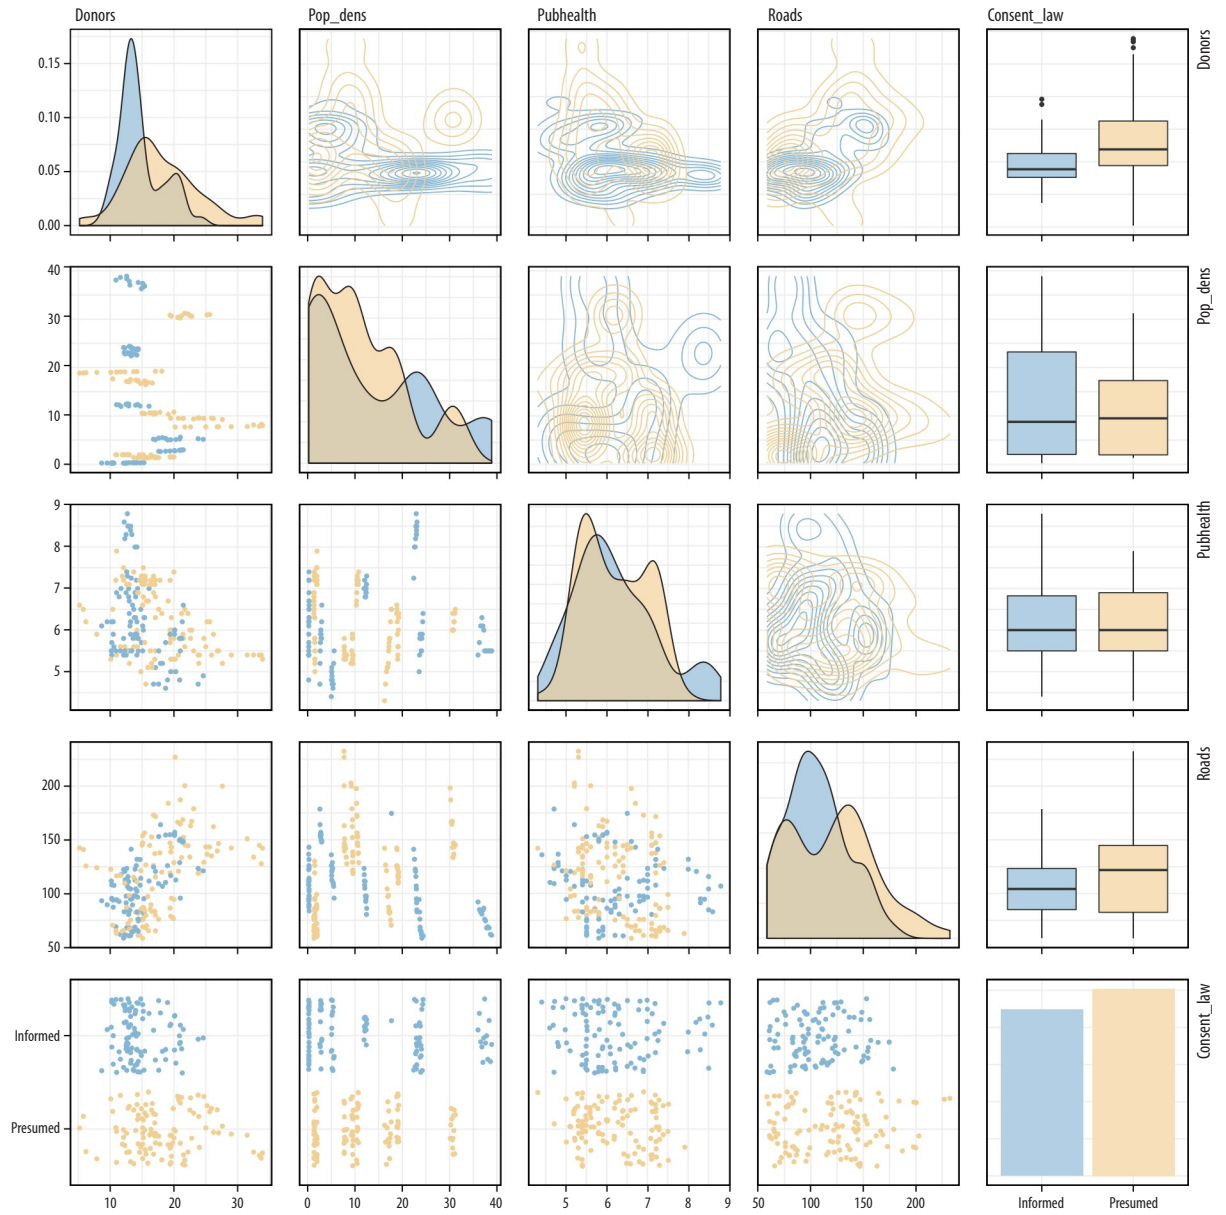 Donors Pop_dens Pubhealth Roads Consent_law
0.15
0.10
0.05
0.00
Donors
40
30
20
10
0
Pop_dens
9
8
7
6
5
Pubhealth
200
150
100
50
Roads
Informed
Presumed
Consent_law
10 20 30 0 10 20 30 40 5 6 7 8 9 50 100 150 200 Informed Presumed